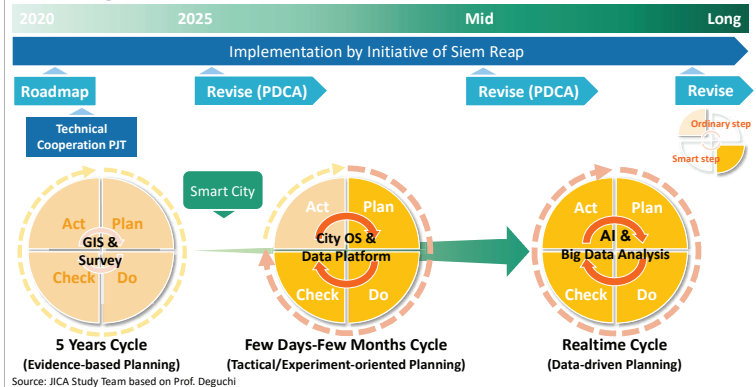 2020 2025 Mid Long
Implementation by Initiative of Siem Reap
Roadmap
Revise (PDCA)
Revise (PDCA)
Revise
Technical
Cooperation PJT
Ordinary step
Smart step
Smart City
Act Plan
GIS &
Survey
Check Do
Act Plan
City OS &
Data Platform
Check Do
Act Plan
AI &
Big Data Analysis
Check Do
5 Years Cycle
(Evidence-based Planning)
Few Days-Few Months Cycle
(Tactical/Experiment-oriented Planning)
Realtime Cycle
(Data-driven Planning)
Source: JICA Study Team based on Prof. Deguchi